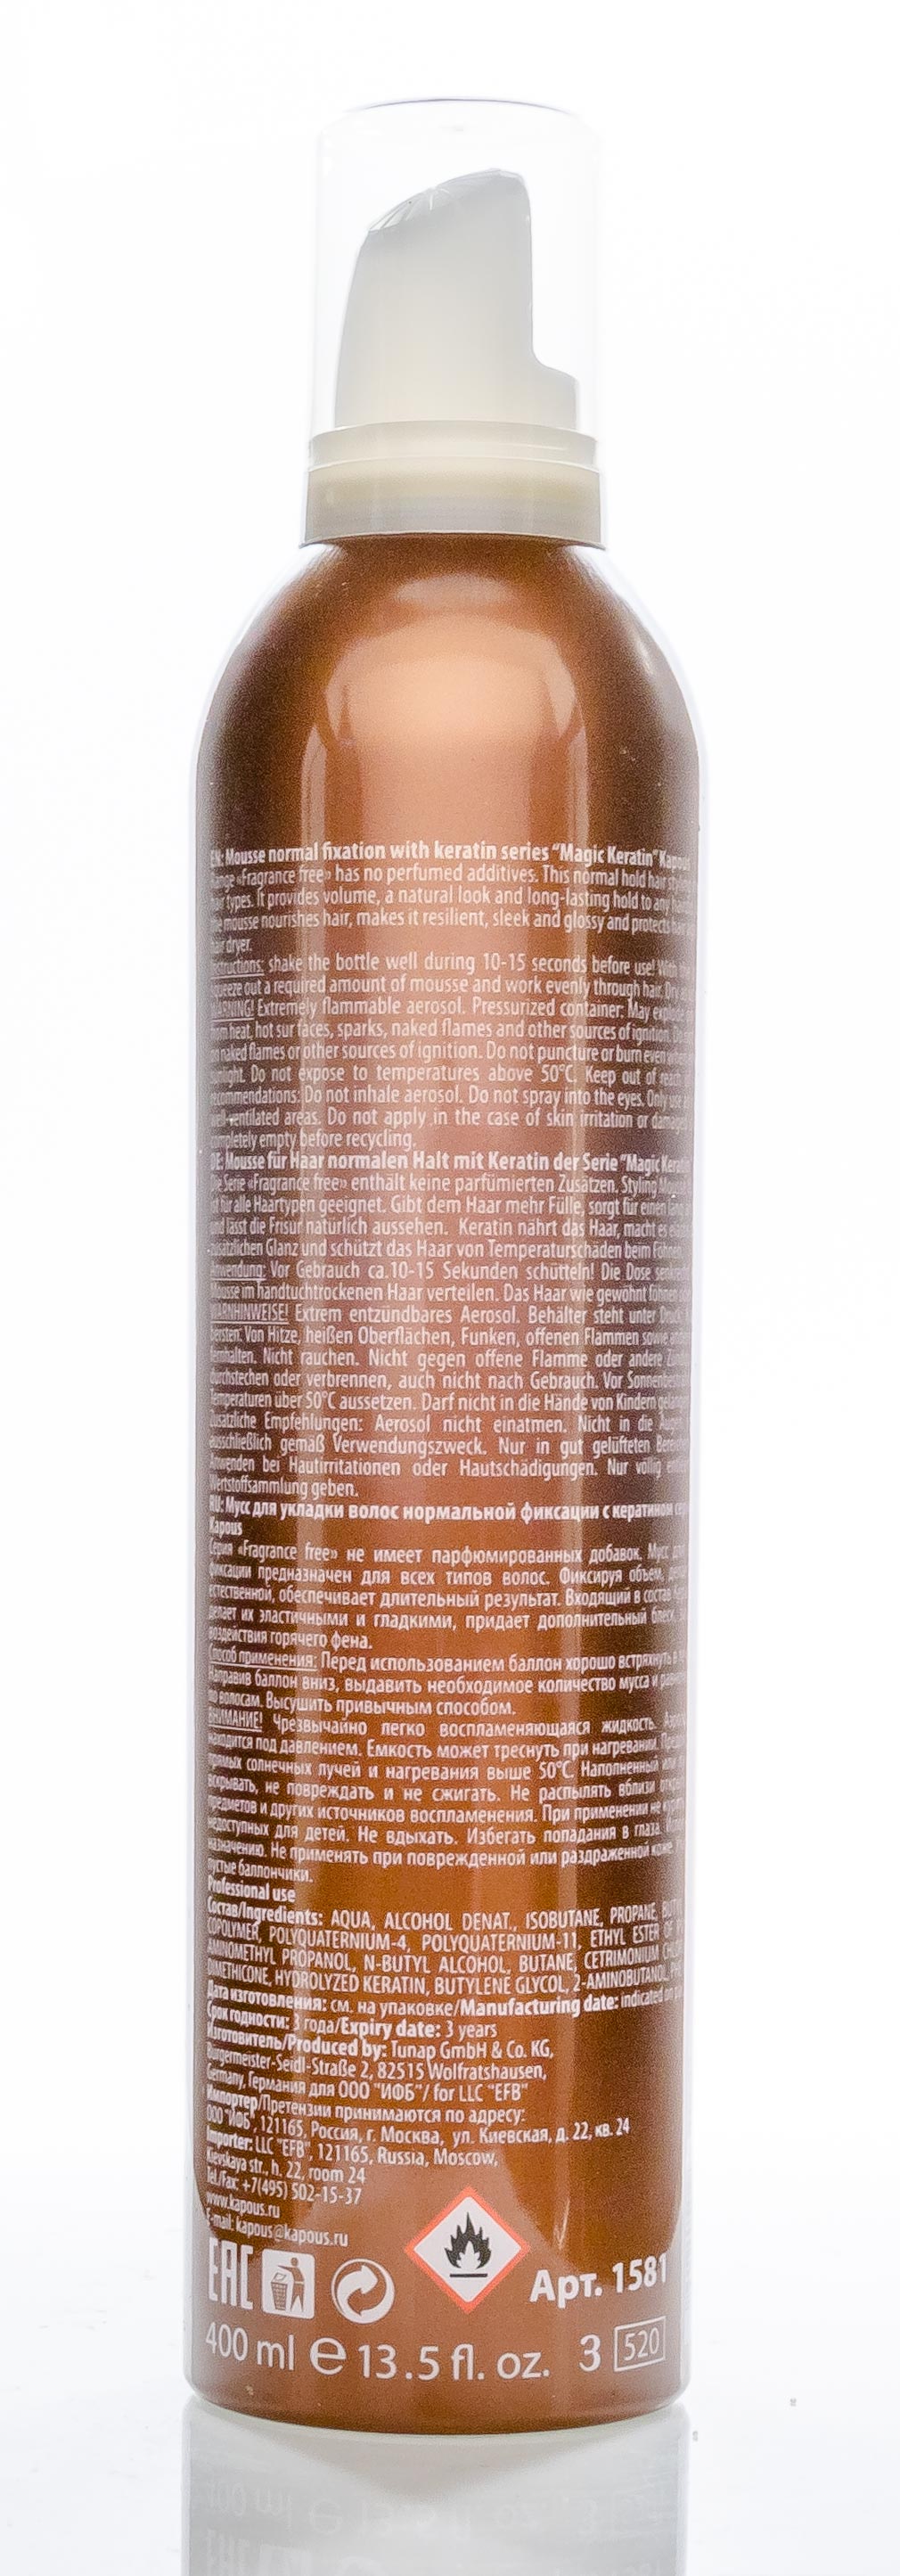 EN: Mousse normal fixation with keratin series "Magic Keratin" Kapous
range «Fragrance free» has no perfumed additives. This normal hold hair
hair types. It provides volume, a natural look and long-lasting hold to any
the mousse nourishes hair, makes it resilient, sleek and glossy and protects hair
hair dryer.
Instructions: shake the bottle well during 10-15 seconds before use! With
squeeze out a required amount of mousse and work evenly through hair. Dry
WARNING! Extremely flammable aerosol. Pressurized container: May explode
from heat, hot surfaces, sparks, naked flames and other sources of ignition. Do
on naked flames or other sources of ignition. Do not puncture or burn even
sunlight. Do not expose to temperatures above 50°C. Keep out of reach
recommendations: Do not inhale aerosol. Do not spray into the eyes. Only use
well-ventilated areas. Do not apply in the case of skin irritation or
completely empty before recycling.
DE: Mousse für Haar normalen Halt mit Keratin der Serie "Magic Keratin
Die Serie «Fragrance free» enthält keine parfümierten Zusätzen. Styling Mousse
ist für alle Haartypen geeignet. Gibt dem Haar mehr Fülle, sorgt für einen
und lässt die Frisur natürlich aussehen. Keratin nährt das Haar, macht es
zusätzlichen Glanz und schützt das Haar von Temperaturschäden beim Föhnen.
Anwendung: Vor Gebrauch ca.10-15 Sekunden schütteln! Die Dose
Mousse im handtuchtrockenen Haar verteilen. Das Haar wie gewöhnt föhnen
WARNHINWEISE! Extrem entzündbares Aerosol. Behälter steht unter Druck:
bersten: Von Hitze, heißen Oberflächen, Funken, offenen Flammen sowie
fernhalten. Nicht rauchen. Nicht gegen offene Flamme oder andere
durchstechen oder verbrennen, auch nicht nach Gebrauch. Vor
Temperaturen über 50°C aussetzen. Darf nicht in die Hände von Kindern
Zusätzliche Empfehlungen: Aerosol nicht einatmen. Nicht in die Augen
ausschließlich gemäß Verwendungszweck. Nur in gut gelüfteten
Anwenden bei Hautirritationen oder Hautschädigungen. Nur völlig
Wertstoffsammlung geben.
RU: Мусс для укладки волос нормальной фиксации с кератином
Kapous
Серия «Fragrance free» не имеет парфюмированных добавок. Мусс для
фиксации предназначен для всех типов волос. Фиксируя объем,
естественной, обеспечивает длительный результат. Входящий в состав
делает их эластичными и гладкими, придает дополнительный блеск,
воздействия горячего фена.
Способ применения: Перед использованием баллон хорошо встряхнуть в
Направив баллон вниз, выдавить необходимое количество мусса и
по волосам. Высушить привычным способом.
ВНИМАНИЕ! Чрезвычайно легко воспламеняющаяся жидкость.
находится под давлением. Емкость может треснуть при нагревании.
прямых солнечных лучей и нагревания выше 50°C. Наполненный или
вскрывать, не повреждать и не сжигать. Не распылять вблизи
предметов и других источников воспламенения. При применении не
недоступных для детей. Не вдыхать. Избегать попадания в глаза.
назначению. Не применять при поврежденной или раздраженной коже.
пустые баллончики.
Professional use
Состав/Ingredients: AQUA, ALCOHOL DENAT., ISOBUTANE, PROPANE,
COPOLYMER, POLYQUATERNIUM-4, POLYQUATERNIUM-11, ETHYL ESTER OF
AMINOMETHYL PROPANOL, N-BUTYL ALCOHOL, BUTANE, CETRIMONIUM
DIMETHICONE, HYDROLYZED KERATIN, BUTYLENE GLYCOL, 2-AMINOBUTANOL,
Дата изготовления: см. на упаковке/Manufacturing date: indicated on
Срок годности: 3 года/Expiry date: 3 years
Изготовитель/Produced by: Tunap GmbH & Co. KG,
Bürgermeister-Seidl-Straße 2, 82515 Wolfratshausen,
Germany, Германия для ООО "ИФБ"/ for LLC "EFB"
Импортер/Претензии принимаются по адресу:
ООО "ИФБ", 121165, Россия, г. Москва, ул. Киевская, д. 22, кв. 24
Importer: LLC "EFB", 121165, Russia, Moscow,
Kievskaya str., h. 22, room 24
Tel./Fax: +7(495) 502-15-37
www.kapous.ru
E-mail: kapous@kapous.ru
EAC
Арт. 1581
400 ml e 13.5 fl. oz. 3 520